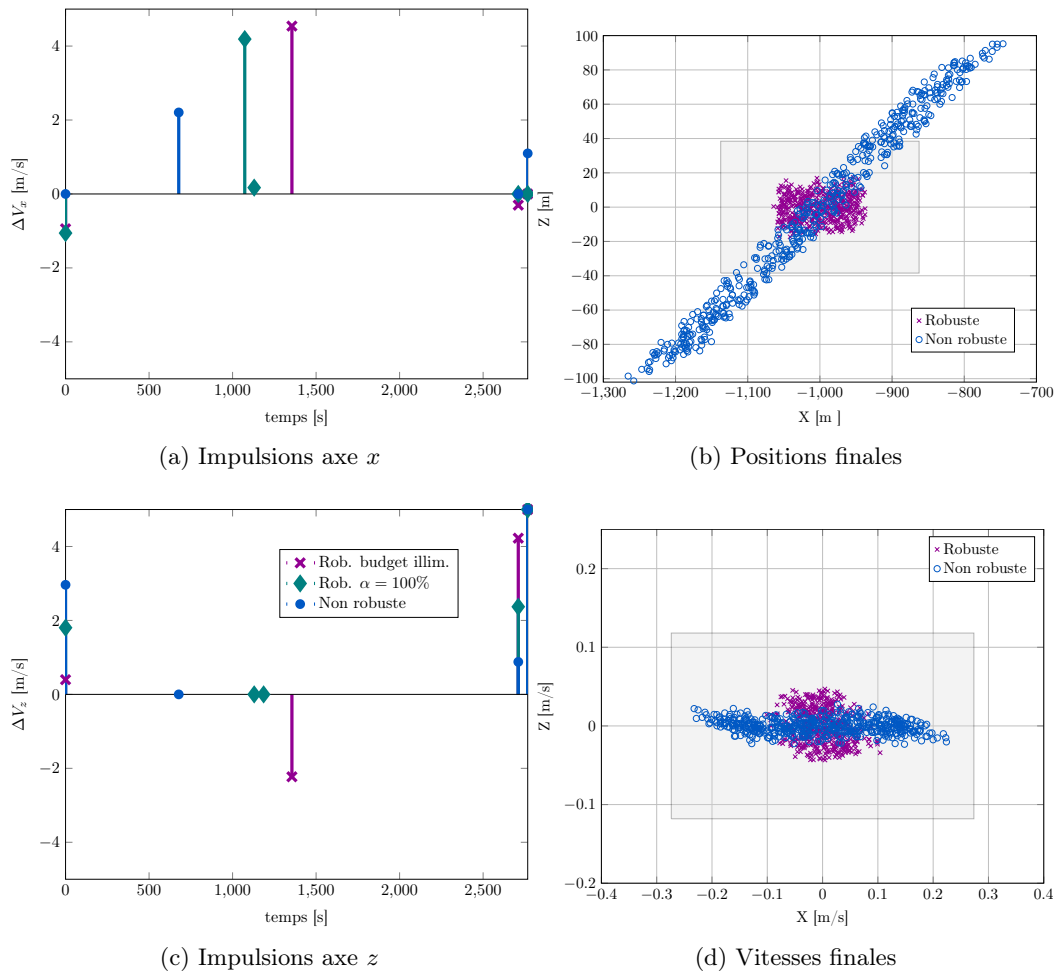 4
2
0
−2
−4
0
500
1,000
1,500
2,000
2,500
ΔVx [m/s]
temps [s]
(a) Impulsions axe x
100
80
60
40
20
0
−20
−40
−60
−80
−100
−1,300
−1,200
−1,100
−1,000
−900
−800
−700
Z [m]
X [m ]
Robuste
Non robuste
(b) Positions finales
4
2
0
−2
−4
0
500
1,000
1,500
2,000
2,500
ΔVz [m/s]
temps [s]
Rob. budget illim.
Rob. α = 100%
Non robuste
(c) Impulsions axe z
0.2
0.1
0
−0.1
−0.2
−0.4
−0.3
−0.2
−0.1
0
0.1
0.2
0.3
0.4
Z [m/s]
X [m/s]
Robuste
Non robuste
(d) Vitesses finales